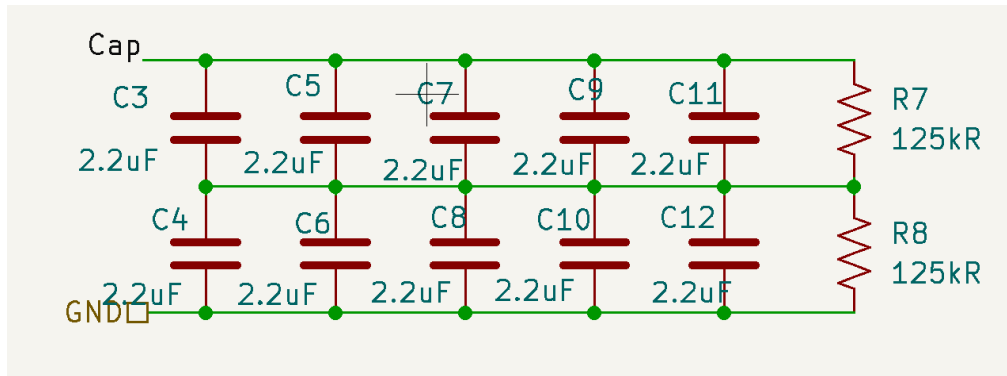 Cap
C3
C5
C7
C9
C11
R7
125kR
2.2uF
2.2uF
2.2uF
2.2uF
2.2uF
C4
C6
C8
C10
C12
R8
125kR
2.2uF
2.2uF
2.2uF
2.2uF
2.2uF
GND